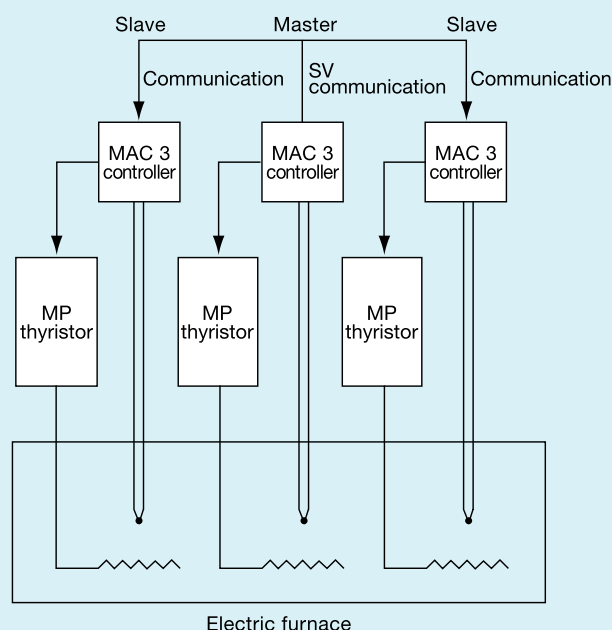 Slave
Master
Slave
Communication
SV
communication
Communication
MAC 3
controller
MAC 3
controller
MAC 3
controller
MP
thyristor
MP
thyristor
MP
thyristor
Electric furnace